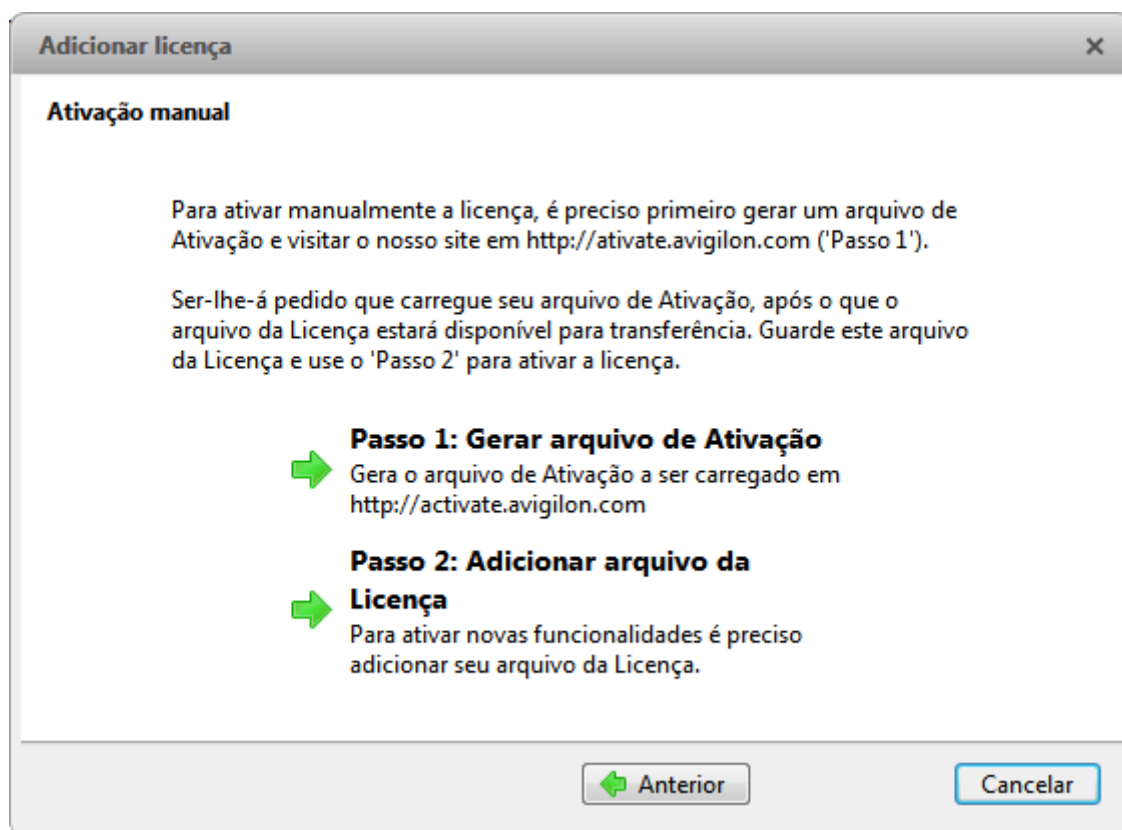 Adicionar licença
Ativação manual
Para ativar manualmente a licença, é preciso primeiro gerar um arquivo de
Ativação e visitar o nosso site em http://ativate.avigilon.com ('Passo 1').
Ser-lhe-á pedido que carregue seu arquivo de Ativação, após o que o
arquivo da Licença estará disponível para transferência. Guarde este arquivo
da Licença e use o 'Passo 2' para ativar a licença.
Passo 1: Gerar arquivo de Ativação
Gera o arquivo de Ativação a ser carregado em
http://activate.avigilon.com
Passo 2: Adicionar arquivo da
Licença
Para ativar novas funcionalidades é preciso
adicionar seu arquivo da Licença.
Anterior
Cancelar